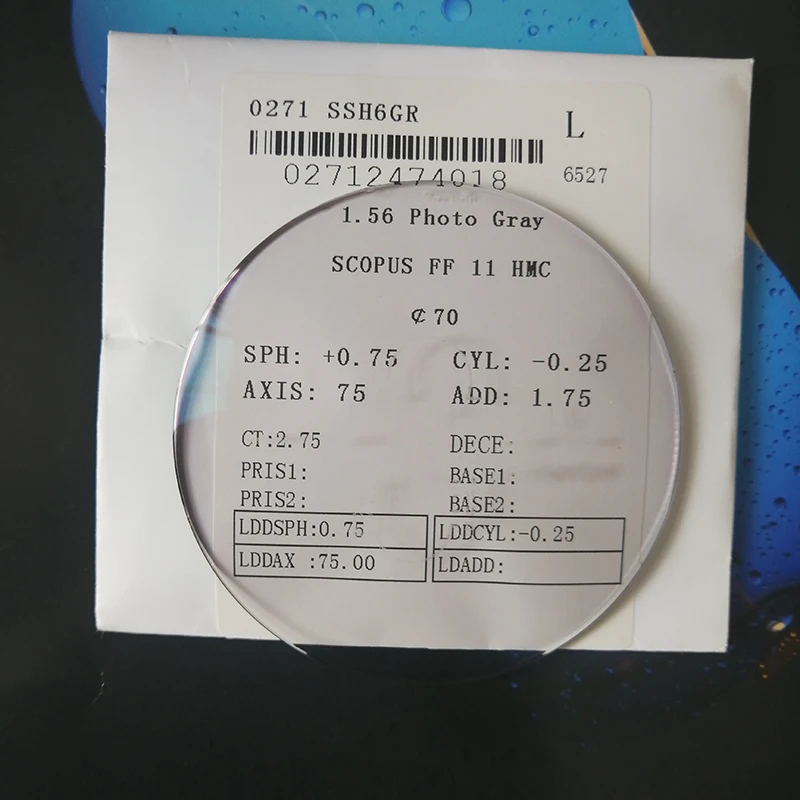 0271 SSH6GR
L
02712474018
6527
1.56 Photo Gray
SCOPUS FF 11 HMC
¢70
SPH: +0.75 CYL: -0.25
AXIS: 75 ADD: 1.75
CT:2.75 DECE:
PRIS1: BASE1:
PRIS2: BASE2:
LDDSPH:0.75 LDDCYL:-0.25
LDDAX :75.00 LDADD: